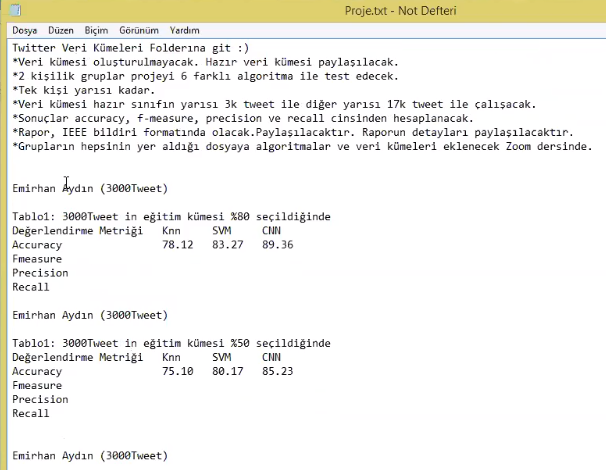 Proje.txt - Not Defteri
Dosya Düzen Biçim Görünüm Yardım
Twitter Veri Kümeleri Folderına git :)
*Veri kümesi oluşturulmayacak. Hazır veri kümesi paylaşılacak.
*2 kişilik gruplar projeyi 6 farklı algoritma ile test edecek.
*Tek kişi yarısı kadar.
*Veri kümesi hazır sınıfın yarısı 3k tweet ile diğer yarısı 17k tweet ile çalışacak.
*Sonuçlar accuracy, f-measure, precision ve recall cinsinden hesaplanacak.
*Rapor, IEEE bildiri formatında olacak.Paylaşılacaktır. Raporun detayları paylaşılacaktır.
*Grupların hepsinin yer aldığı dosyaya algoritmalar ve veri kümeleri eklenecek Zoom dersinde.
Emirhan Aydın (3000Tweet)
Tablo1: 3000Tweet in eğitim kümesi %80 seçildiğinde
Değerlendirme Metriği Knn SVM CNN
Accuracy 78.12 83.27 89.36
Fmeasure
Precision
Recall
Emirhan Aydın (3000Tweet)
Tablo1: 3000Tweet in eğitim kümesi %50 seçildiğinde
Değerlendirme Metriği Knn SVM CNN
Accuracy 75.10 80.17 85.23
Fmeasure
Precision
Recall
Emirhan Aydın (3000Tweet)